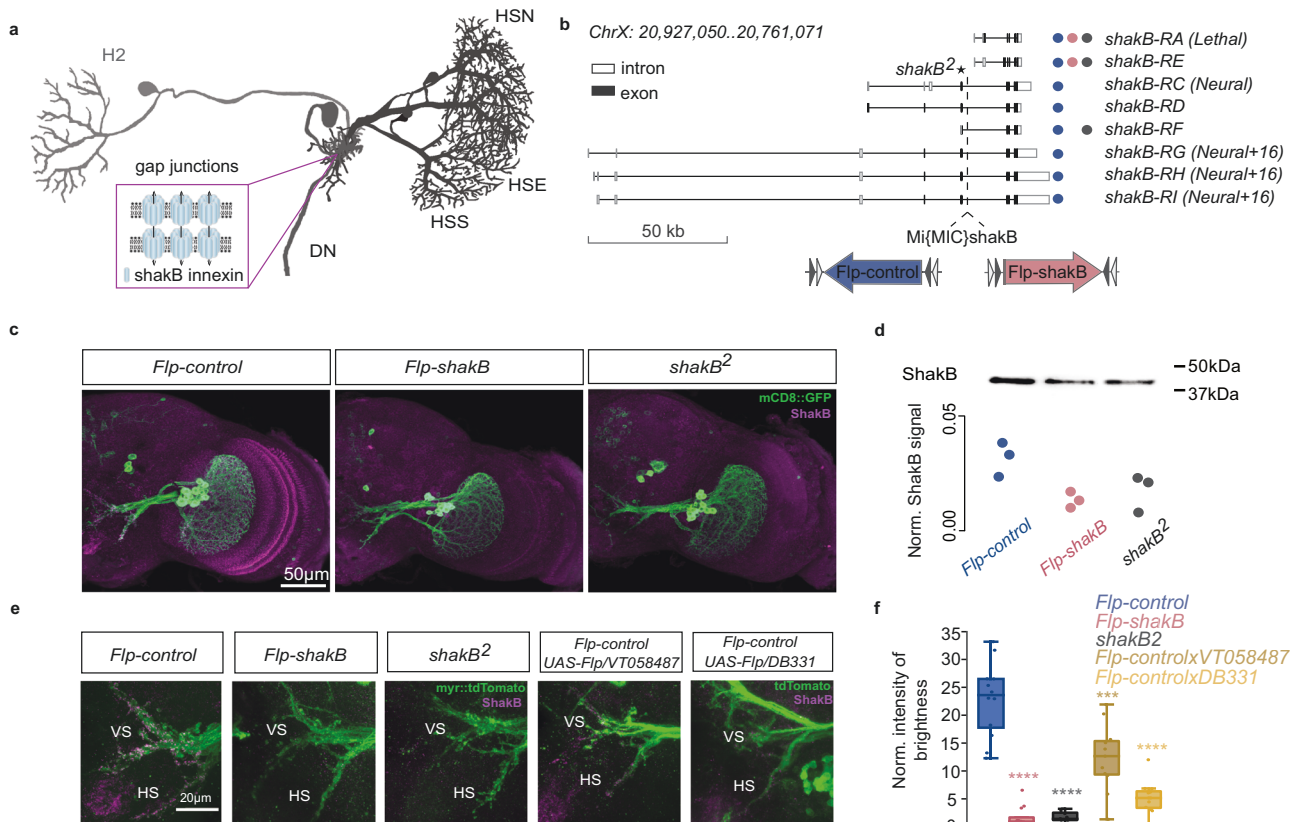 a
H2
HSN
HSE
HSS
DN
gap junctions
shakB innexin
b
ChrX: 20,927,050..20,761,071
intron
exon
shakB2 ★
shakB-RA (Lethal)
shakB-RE
shakB-RC (Neural)
shakB-RD
shakB-RF
shakB-RG (Neural+16)
shakB-RH (Neural+16)
shakB-RI (Neural+16)
50 kb
Mi{MIC}shakB
Flp-control
Flp-shakB
c
Flp-control
Flp-shakB
shakB2
mCD8::GFP
ShakB
50µm
d
ShakB
50kDa
37kDa
Norm. ShakB signal
0.05
0.00
Flp-control
Flp-shakB
shakB2
e
Flp-control
Flp-shakB
shakB2
Flp-control
UAS-Flp/VT058487
Flp-control
UAS-Flp/DB331
myr::tdTomato
ShakB
tdTomato
ShakB
VS
HS
20µm
VS
HS
VS
HS
VS
HS
VS
HS
f
Flp-control
Flp-shakB
shakB2
Flp-controlxVT058487
Flp-controlxDB331
Norm. intensity of
brightness
35
30
25
20
15
10
5
****
****
***
****